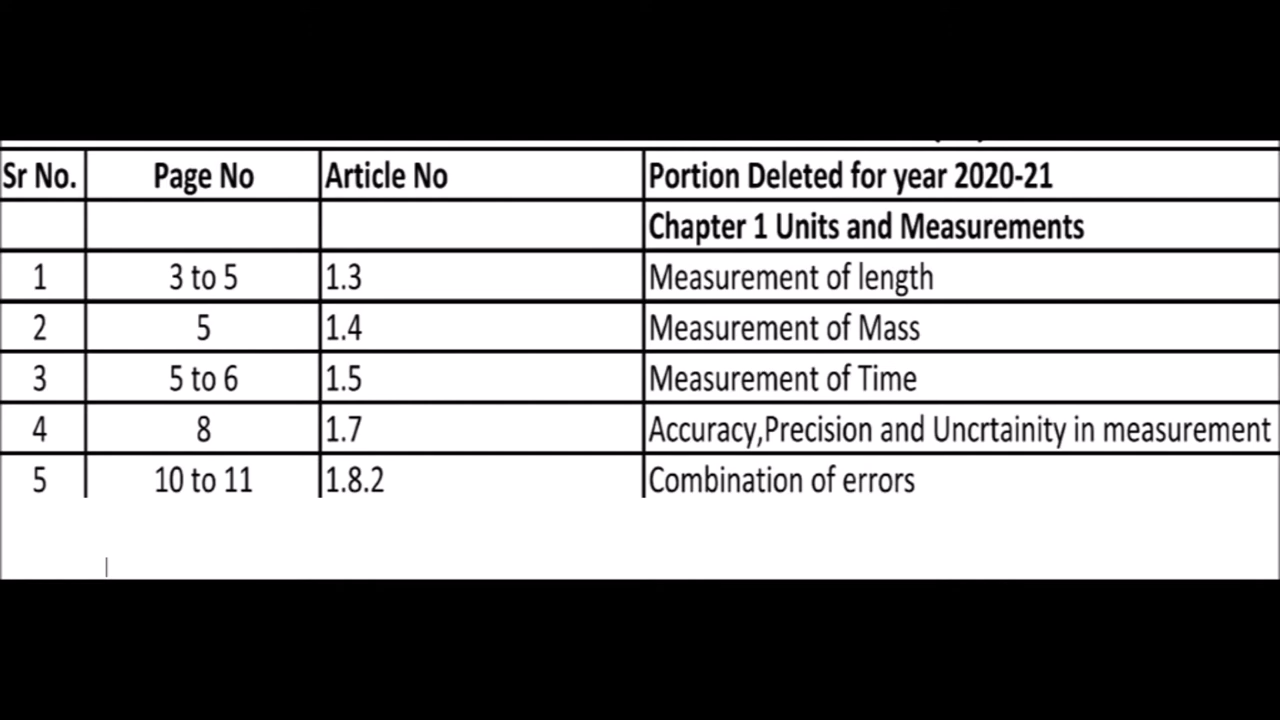 Sr No. Page No Article No Portion Deleted for year 2020-21
Chapter 1 Units and Measurements
1 3 to 5 1.3 Measurement of length
2 5 1.4 Measurement of Mass
3 5 to 6 1.5 Measurement of Time
4 8 1.7 Accuracy,Precision and Uncrtainity in measurement
5 10 to 11 1.8.2 Combination of errors